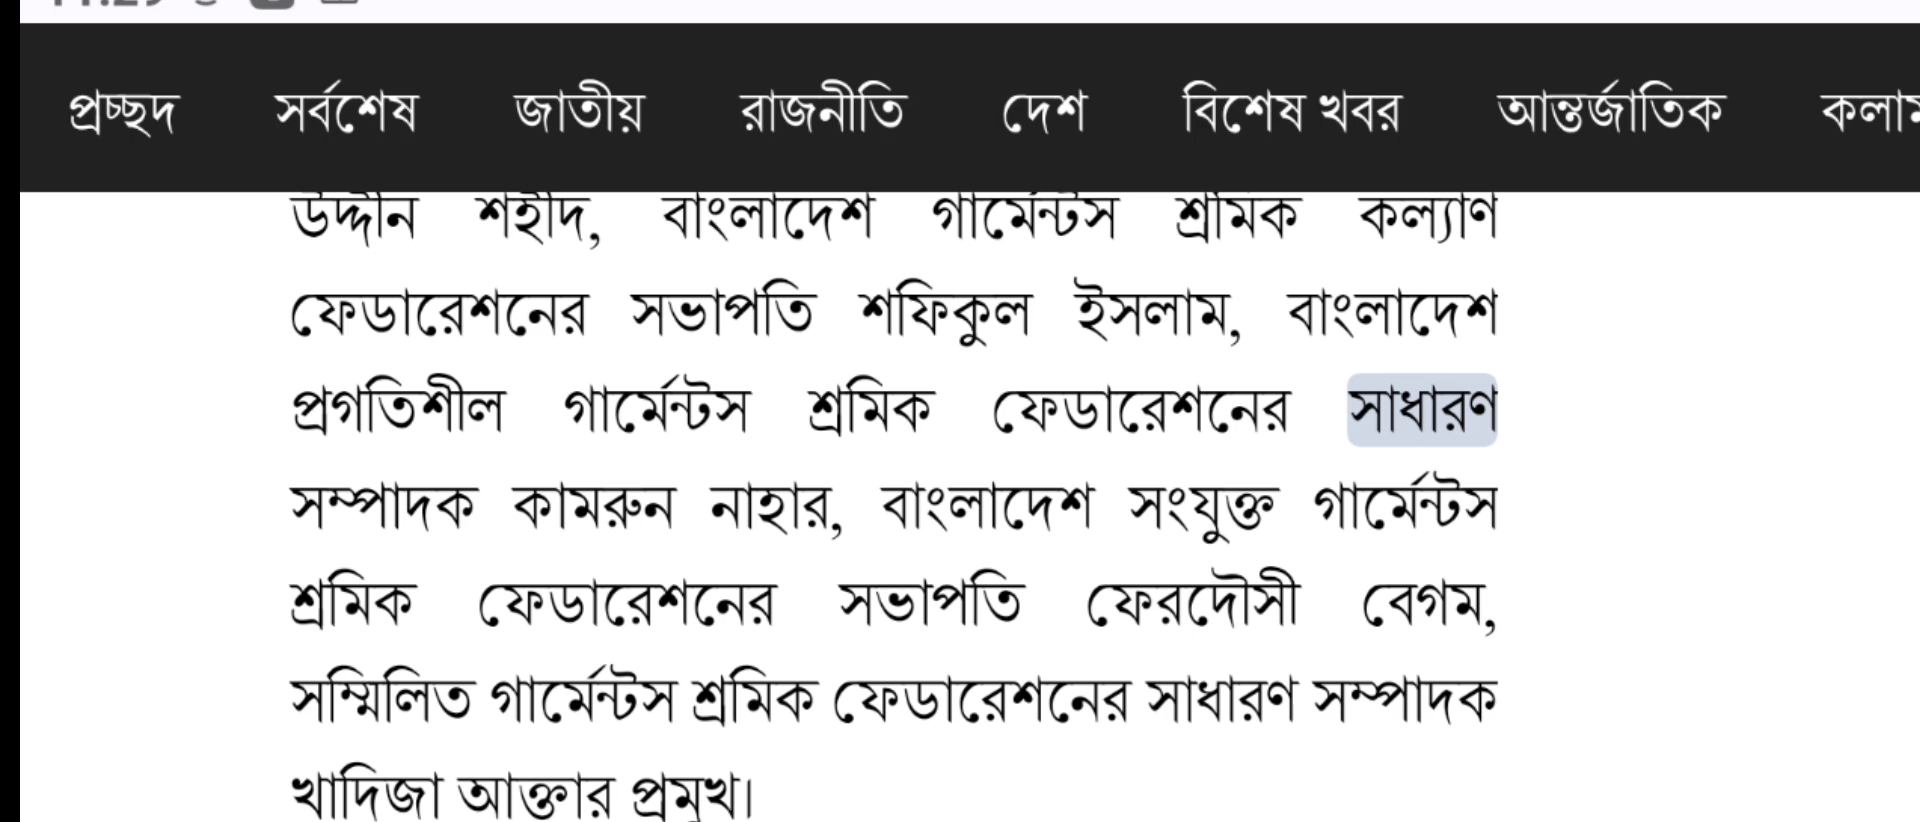 প্রচ্ছদ সর্বশেষ জাতীয় রাজনীতি দেশ বিশেষ খবর আন্তর্জাতিক
উদ্দীন শহীদ, বাংলাদেশ গার্মেন্টস শ্রমিক কল্যাণ
ফেডারেশনের সভাপতি শফিকুল ইসলাম, বাংলাদেশ
প্রগতিশীল গার্মেন্টস শ্রমিক ফেডারেশনের সাধারণ
সম্পাদক কামরুন নাহার, বাংলাদেশ সংযুক্ত গার্মেন্টস
শ্রমিক ফেডারেশনের সভাপতি ফেরদৌসী বেগম,
সম্মিলিত গার্মেন্টস শ্রমিক ফেডারেশনের সাধারণ সম্পাদক
খাদিজা আক্তার প্রমুখ।